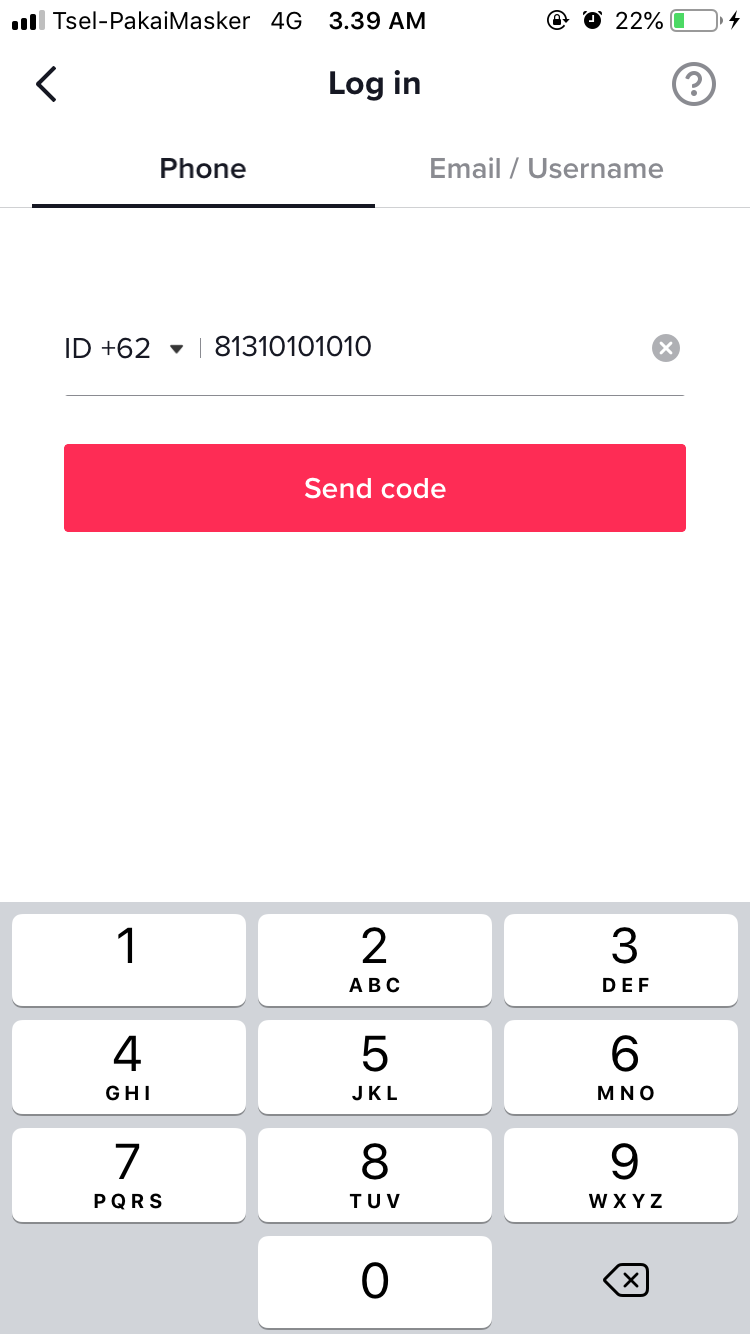 Tsel-PakaiMasker 4G 3.39 AM 22%
Log in
Phone Email / Username
ID +62 81310101010
Send code
1 2 3
ABC DEF
4 5 6
GHI JKL MNO
7 8 9
PQRS TUV WXYZ
0